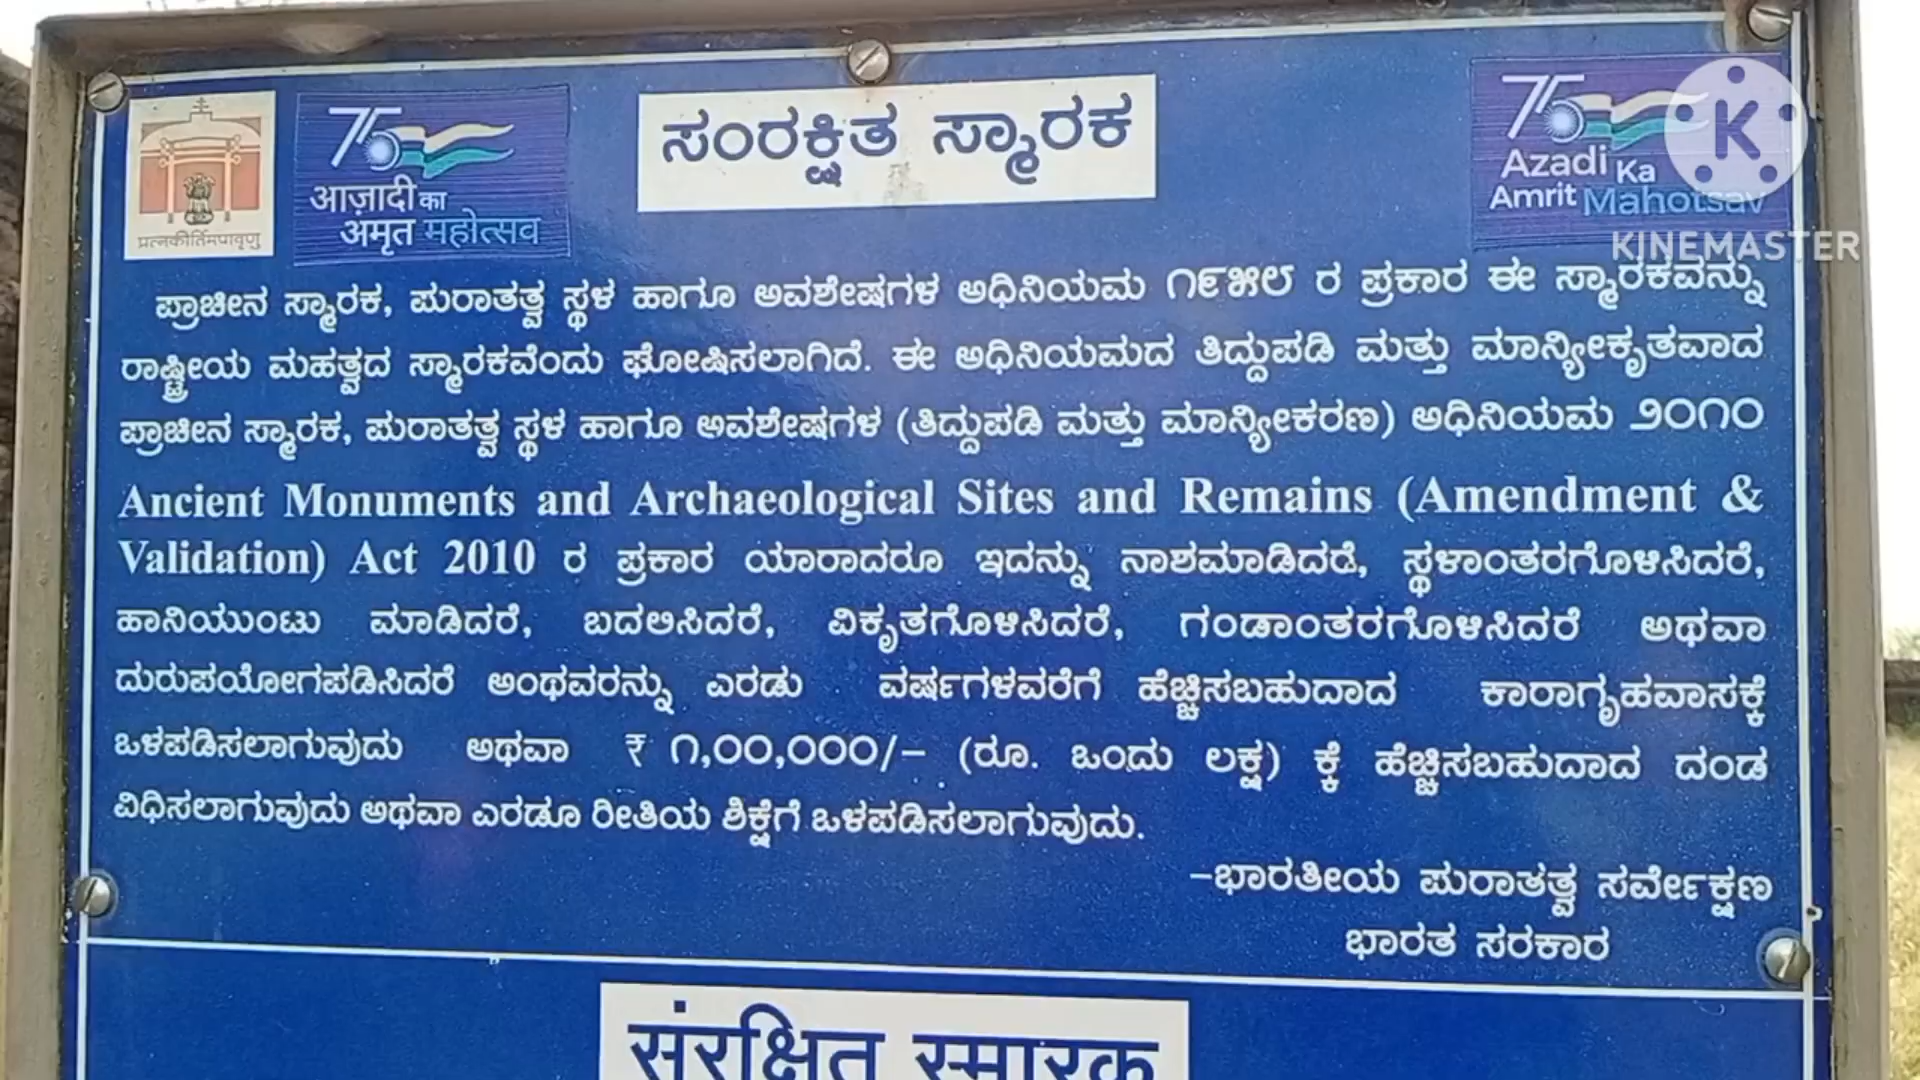 ಸಂರಕ್ಷಿತ ಸ್ಮಾರಕ
प्रत्नकीर्तिमपावृणु
75
आज़ादी का
अमृत महोत्सव
75
Azadi Ka
Amrit Mahotsav
K
KINEMASTER
ಪ್ರಾಚೀನ ಸ್ಮಾರಕ, ಪುರಾತತ್ವ ಸ್ಥಳ ಹಾಗೂ ಅವಶೇಷಗಳ ಅಧಿನಿಯಮ ೧೯೫೮ ರ ಪ್ರಕಾರ ಈ ಸ್ಮಾರಕವನ್ನು
ರಾಷ್ಟ್ರೀಯ ಮಹತ್ವದ ಸ್ಮಾರಕವೆಂದು ಘೋಷಿಸಲಾಗಿದೆ. ಈ ಅಧಿನಿಯಮದ ತಿದ್ದುಪಡಿ ಮತ್ತು ಮಾನ್ಯೀಕೃತವಾದ
ಪ್ರಾಚೀನ ಸ್ಮಾರಕ, ಪುರಾತತ್ವ ಸ್ಥಳ ಹಾಗೂ ಅವಶೇಷಗಳ (ತಿದ್ದುಪಡಿ ಮತ್ತು ಮಾನ್ಯೀಕರಣ) ಅಧಿನಿಯಮ ೨೦೧೦
Ancient Monuments and Archaeological Sites and Remains (Amendment &
Validation) Act 2010 ರ ಪ್ರಕಾರ ಯಾರಾದರೂ ಇದನ್ನು ನಾಶಮಾಡಿದರೆ, ಸ್ಥಳಾಂತರಗೊಳಿಸಿದರೆ,
ಹಾನಿಯುಂಟು ಮಾಡಿದರೆ, ಬದಲಿಸಿದರೆ, ವಿಕೃತಗೊಳಿಸಿದರೆ, ಗಂಡಾಂತರಗೊಳಿಸಿದರೆ ಅಥವಾ
ದುರುಪಯೋಗಪಡಿಸಿದರೆ ಅಂಥವರನ್ನು ಎರಡು ವರ್ಷಗಳವರೆಗೆ ಹೆಚ್ಚಿಸಬಹುದಾದ ಕಾರಾಗೃಹವಾಸಕ್ಕೆ
ಒಳಪಡಿಸಲಾಗುವುದು ಅಥವಾ ₹ ೧,೦೦,೦೦೦/– (ರೂ. ಒಂದು ಲಕ್ಷ) ಕ್ಕೆ ಹೆಚ್ಚಿಸಬಹುದಾದ ದಂಡ
ವಿಧಿಸಲಾಗುವುದು ಅಥವಾ ಎರಡೂ ರೀತಿಯ ಶಿಕ್ಷೆಗೆ ಒಳಪಡಿಸಲಾಗುವುದು.
–ಭಾರತೀಯ ಪುರಾತತ್ವ ಸರ್ವೇಕ್ಷಣ
ಭಾರತ ಸರಕಾರ
संरक्षित स्मारक